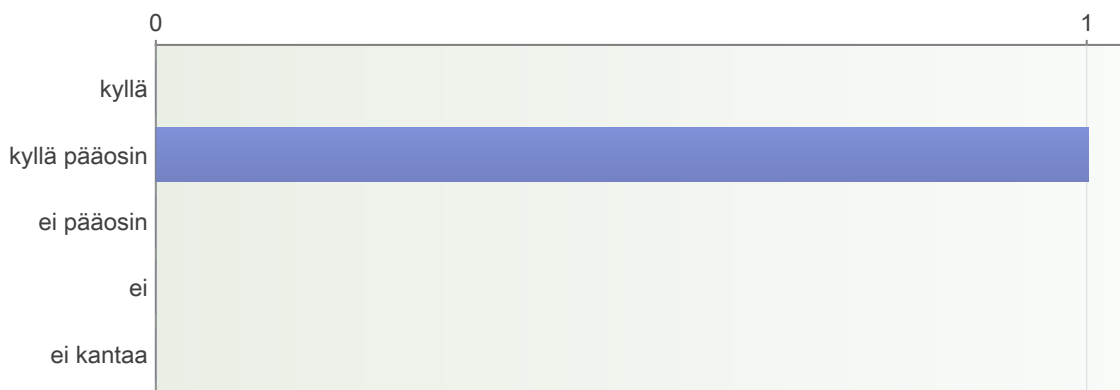 0 1
kyllä
kyllä pääosin
ei pääosin
ei
ei kantaa